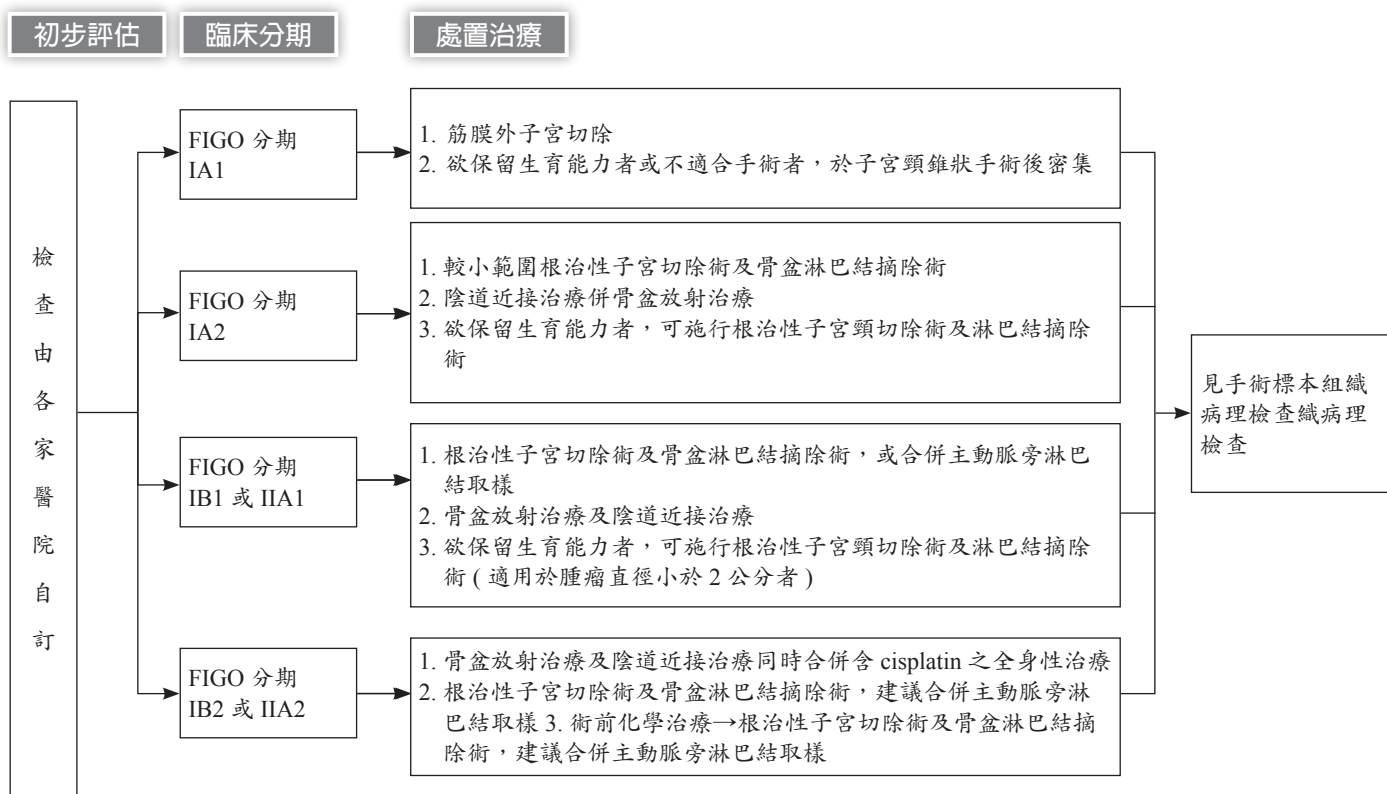 初步評估
臨床分期
處置治療
檢查由各家醫院自訂
FIGO 分期
IA1
1. 筋膜外子宮切除
2. 欲保留生育能力者或不適合手術者，於子宮頸錐狀手術後密集
FIGO 分期
IA2
1. 較小範圍根治性子宮切除術及骨盆淋巴結摘除術
2. 陰道近接治療併骨盆放射治療
3. 欲保留生育能力者，可施行根治性子宮頸切除術及淋巴結摘除
術
FIGO 分期
IB1 或 IIA1
1. 根治性子宮切除術及骨盆淋巴結摘除術，或合併主動脈旁淋巴
結取樣
2. 骨盆放射治療及陰道近接治療
3. 欲保留生育能力者，可施行根治性子宮頸切除術及淋巴結摘除
術 ( 適用於腫瘤直徑小於 2 公分者 )
FIGO 分期
IB2 或 IIA2
1. 骨盆放射治療及陰道近接治療同時合併含 cisplatin 之全身性治療
2. 根治性子宮切除術及骨盆淋巴結摘除術，建議合併主動脈旁淋
巴結取樣 3. 術前化學治療→根治性子宮切除術及骨盆淋巴結摘
除術，建議合併主動脈旁淋巴結取樣
見手術標本組織
病理檢查織病理
檢查